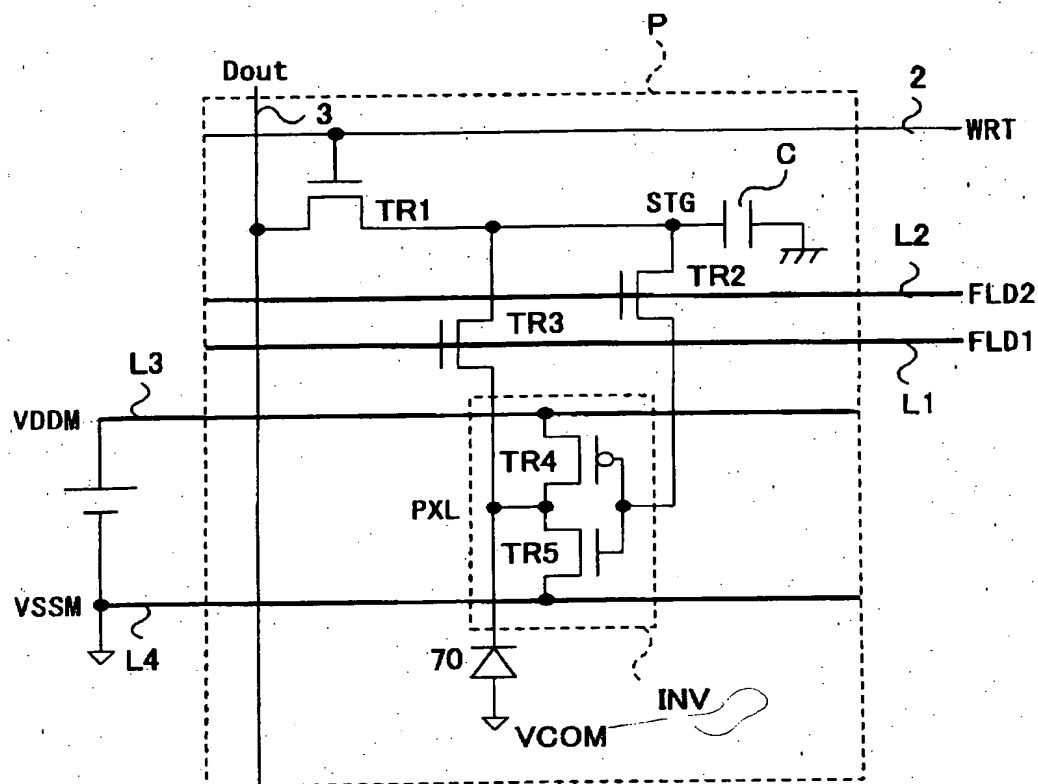 P
Dout
2
3
WRT
C
TR1
STG
L2
TR2
FLD2
TR3
FLD1
L3
L1
VDDM
TR4
PXL
TR5
VSSM
L4
70
INV
VCOM